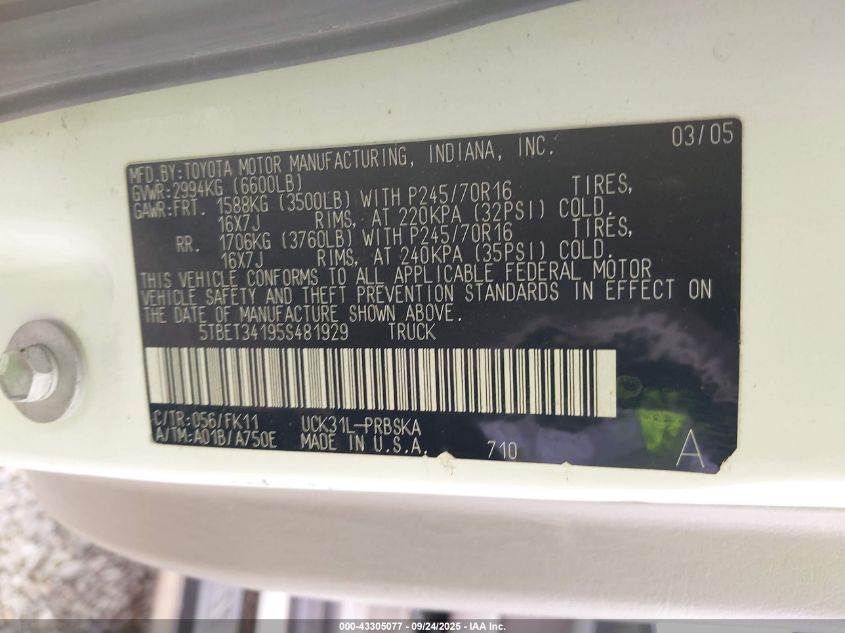 03/05
MFD.BY:TOYOTA MOTOR MANUFACTURING, INDIANA, INC.
GVWR:2994KG (6600LB)
GAWR:FRT. 1588KG (3500LB) WITH P245/70R16 TIRES,
16X7J RIMS, AT 220KPA (32PSI) COLD.
RR. 1706KG (3760LB) WITH P245/70R16 TIRES,
16X7J RIMS, AT 240KPA (35PSI) COLD.
THIS VEHICLE CONFORMS TO ALL APPLICABLE FEDERAL MOTOR
VEHICLE SAFETY AND THEFT PREVENTION STANDARDS IN EFFECT ON
THE DATE OF MANUFACTURE SHOWN ABOVE.
5TBET34195S481929 TRUCK
C/TR:056/FK11 UCK31L-PRBSKA
A/TM:A01B/A750E MADE IN U.S.A. 710 A
000-43305077 - 09/24/2025 - IAA Inc.